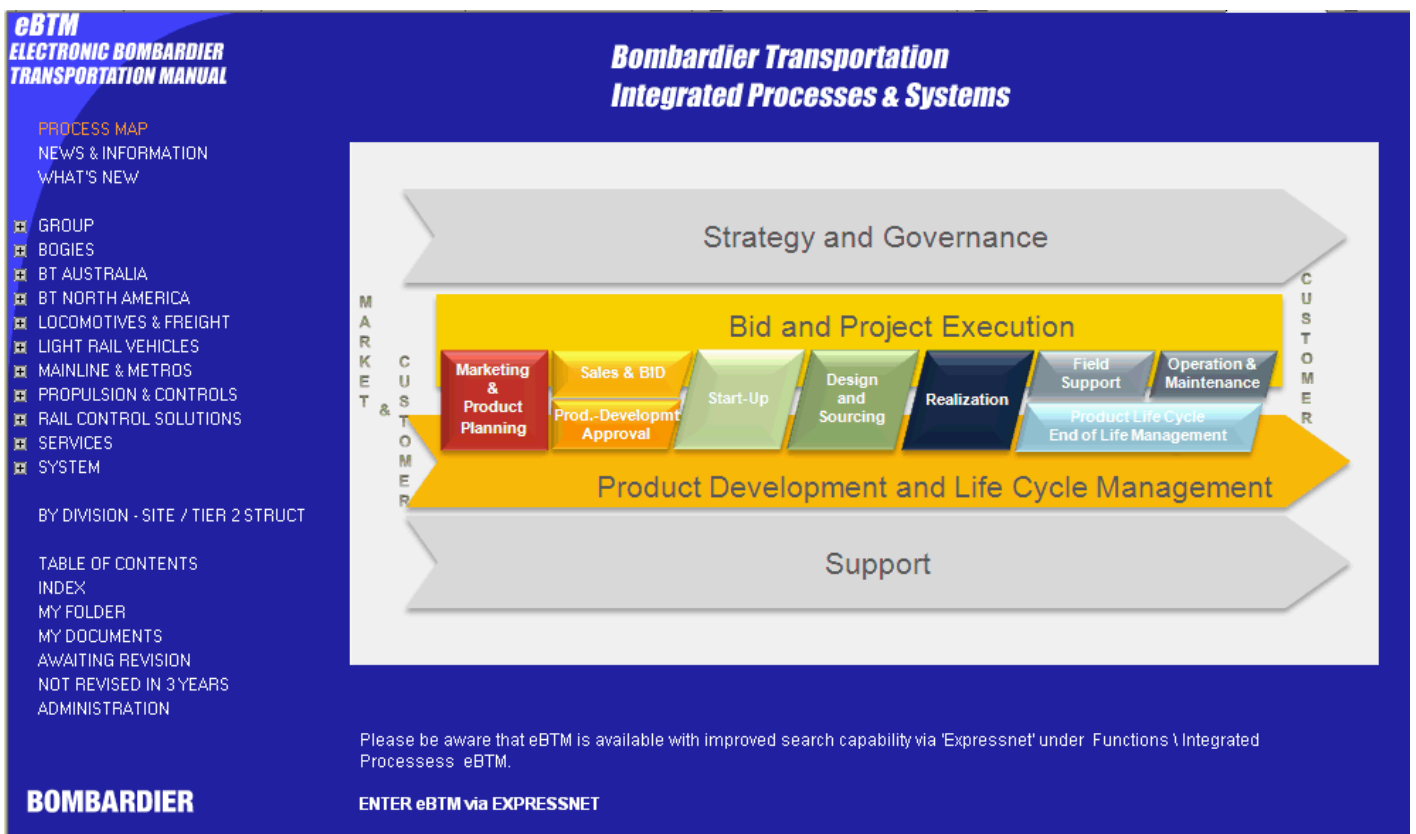 eBTM
ELECTRONIC BOMBARDIER
TRANSPORTATION MANUAL
Bombardier Transportation
Integrated Processes & Systems
PROCESS MAP
NEWS & INFORMATION
WHAT'S NEW
GROUP
BOGIES
BT AUSTRALIA
BT NORTH AMERICA
LOCOMOTIVES & FREIGHT
LIGHT RAIL VEHICLES
MAINLINE & METROS
PROPULSION & CONTROLS
RAIL CONTROL SOLUTIONS
SERVICES
SYSTEM
BY DIVISION - SITE / TIER 2 STRUCT
TABLE OF CONTENTS
INDEX
MY FOLDER
MY DOCUMENTS
AWAITING REVISION
NOT REVISED IN 3 YEARS
ADMINISTRATION
BOMBARDIER
Strategy and Governance
MARKET
&
CUSTOMER
Bid and Project Execution
Marketing
&
Product
Planning
Sales & BID
Prod.-Developmt
Approval
Start-Up
Design
and
Sourcing
Realization
Field
Support
Operation &
Maintenance
Product Life Cycle
End of Life Management
CUSTOMER
Product Development and Life Cycle Management
Support
Please be aware that eBTM is available with improved search capability via 'Expressnet' under Functions \ Integrated
Processess eBTM.
ENTER eBTM via EXPRESSNET